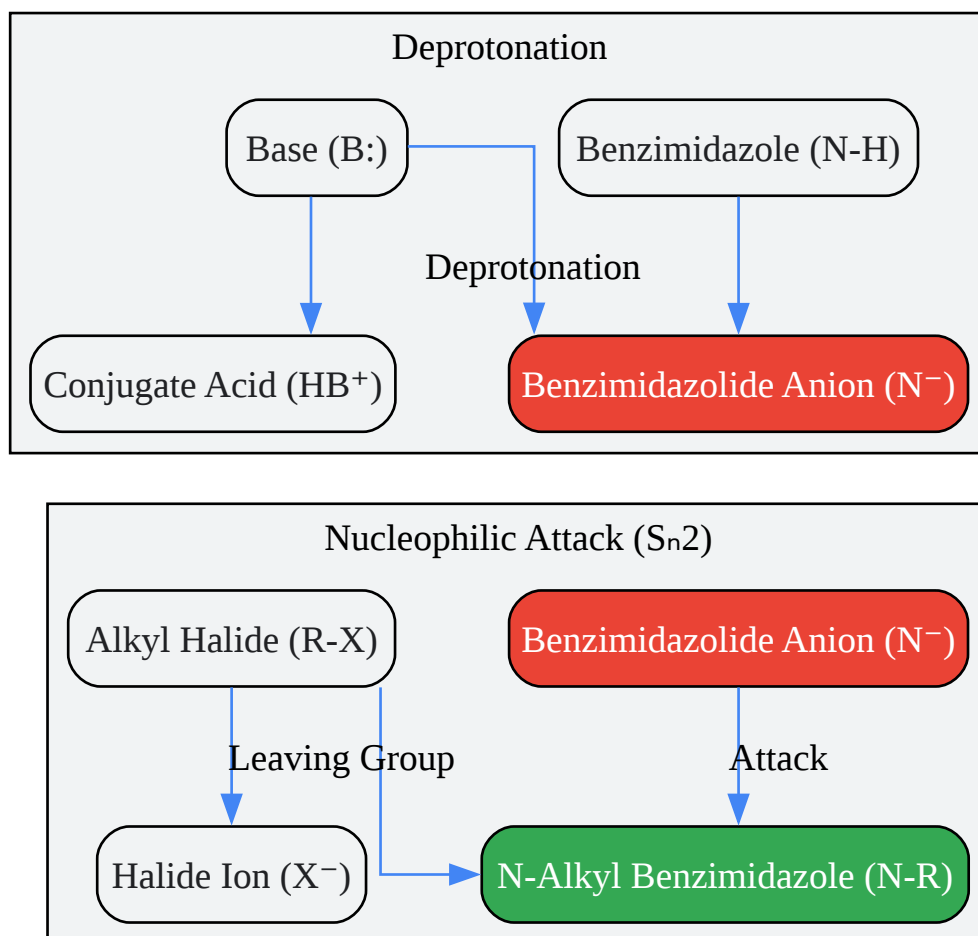 Deprotonation
Base (B:)
Benzimidazole (N-H)
Deprotonation
Conjugate Acid (HB⁺)
Benzimidazolide Anion (N⁻)
Nucleophilic Attack (Sₙ2)
Alkyl Halide (R-X)
Benzimidazolide Anion (N⁻)
Leaving Group
Attack
Halide Ion (X⁻)
N-Alkyl Benzimidazole (N-R)